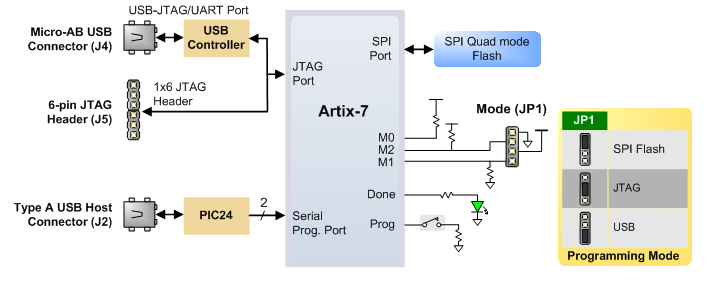 USB-JTAG/UART Port
Micro-AB USB
Connector (J4)
USB
Controller
SPI
Port
SPI Quad mode
Flash
JTAG
Port
1x6 JTAG
Header
6-pin JTAG
Header (J5)
Artix-7
Mode (JP1)
M0
M2
M1
JP1
SPI Flash
JTAG
USB
Programming Mode
Type A USB Host
Connector (J2)
PIC24
2
Serial
Prog. Port
Done
Prog